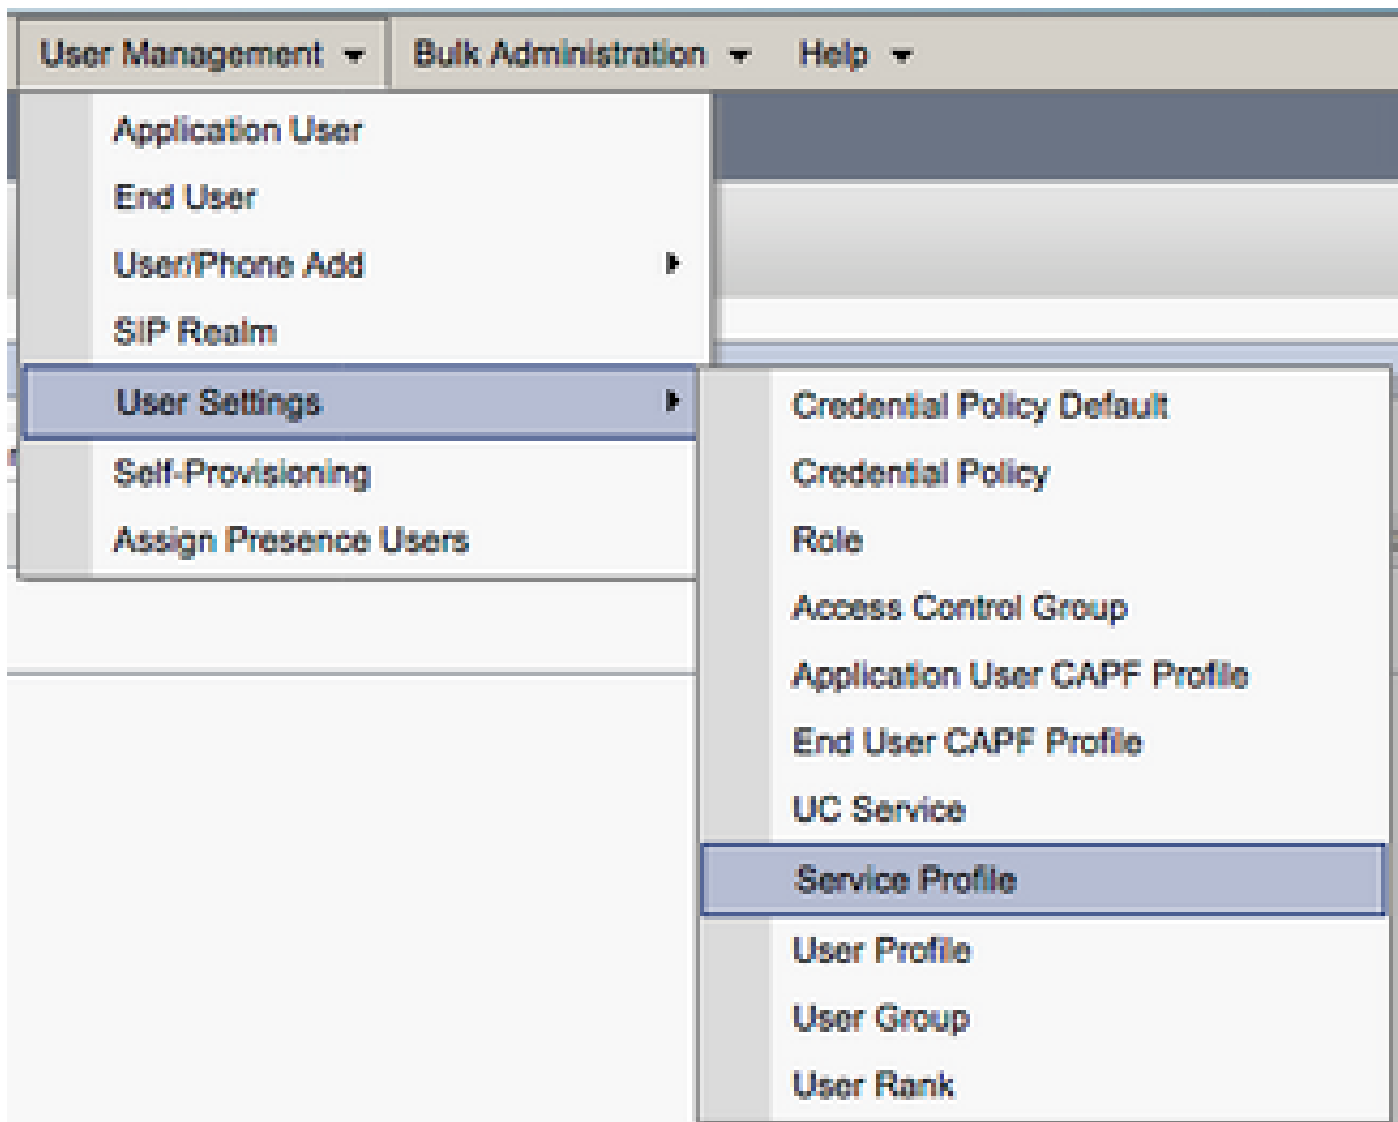 User Management Bulk Administration Help
Application User
End User
User/Phone Add
SIP Realm
User Settings
Self-Provisioning
Assign Presence Users
Credential Policy Default
Credential Policy
Role
Access Control Group
Application User CAPF Profile
End User CAPF Profile
UC Service
Service Profile
User Profile
User Group
User Rank